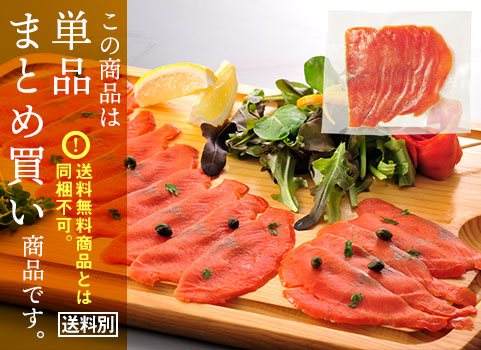 この商品は
単品
まとめ買い
商品です。
!
送料無料商品とは
同梱不可。
送料別